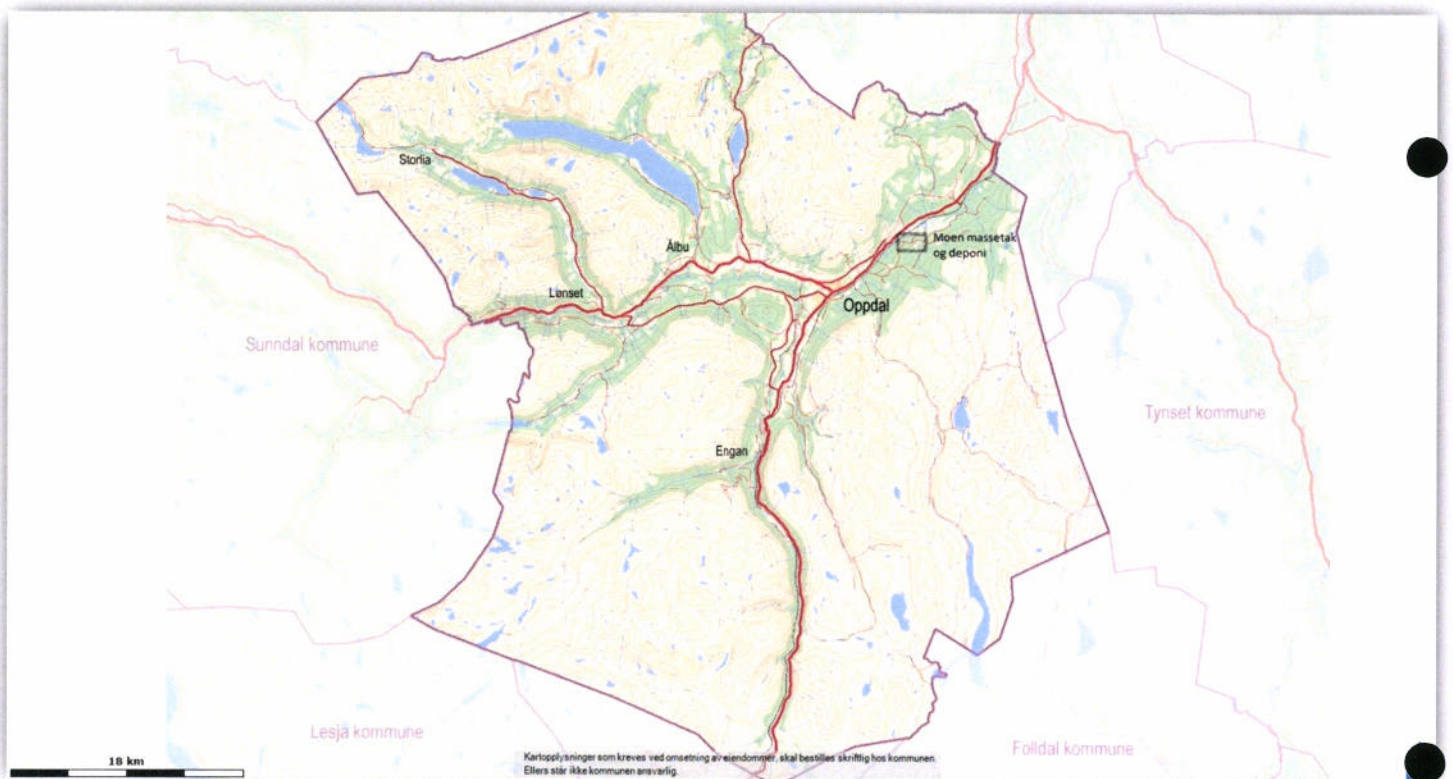 Storlia
Ålbu
Moen massetak
og deponi
Lønset
Oppdal
Sunndal kommune
Tynset kommune
Engan
Lesja kommune
Folldal kommune
18 km
Kartopplysninger som kreves ved omsetning av eiendommer, skal bestilles skriftlig hos kommunen.
Ellers står ikke kommunen ansvarlig.